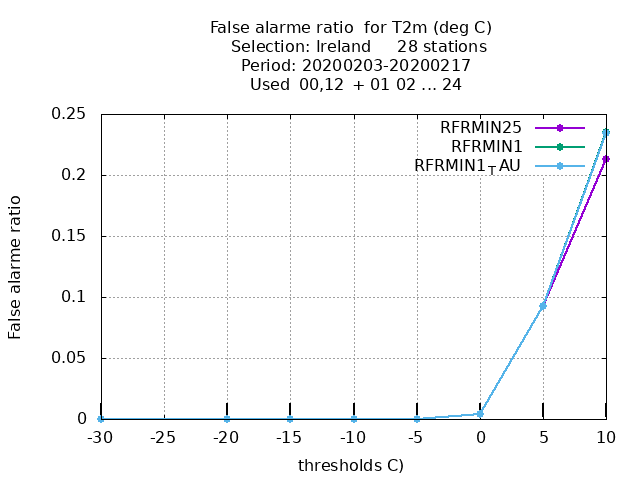 False alarme ratio  for T2m (deg C)
Selection: Ireland     28 stations
Period: 20200203-20200217
Used  00,12  + 01 02 ... 24
RFRMIN25
RFRMIN1
RFRMIN1TAU
0.25
0.2
0.15
0.1
0.05
0
False alarme ratio
-30 -25 -20 -15 -10 -5 0 5 10
thresholds C)